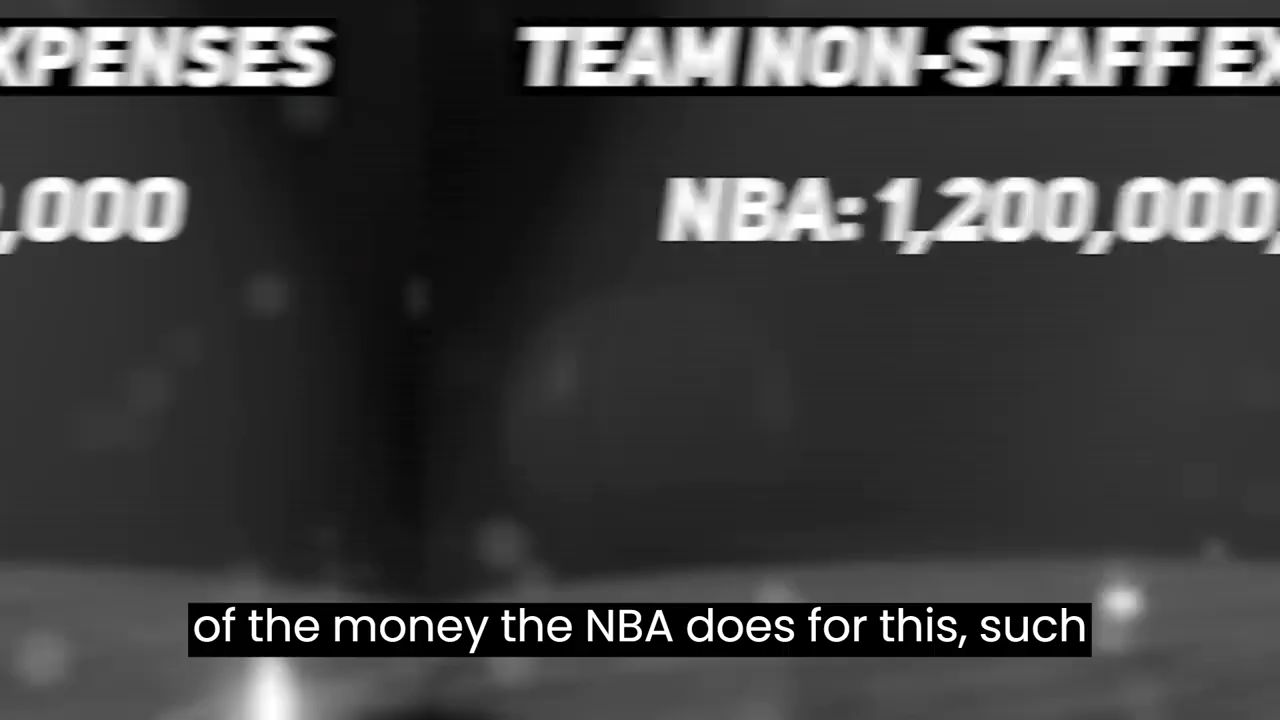 XPENSES TEAM NON-STAFF EX
,000 NBA: 1,200,000,
of the money the NBA does for this, such